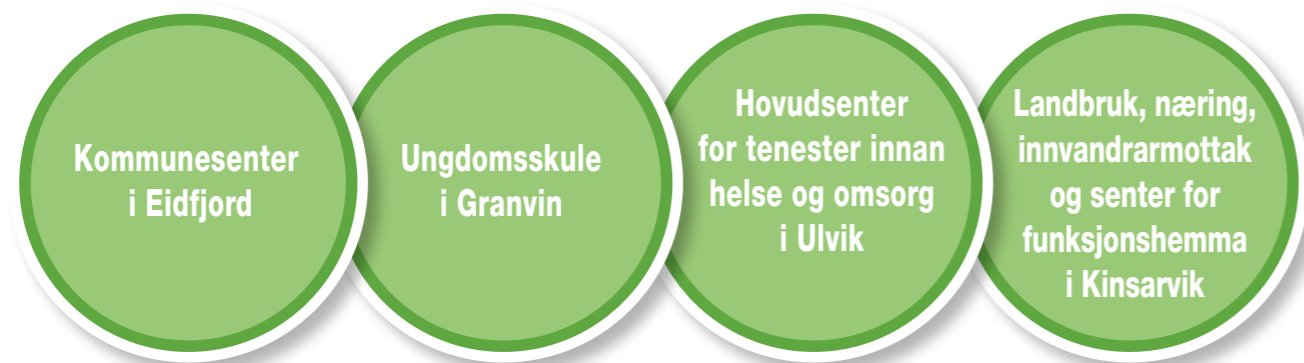 Kommunesenter
i Eidfjord
Ungdomsskule
i Granvin
Hovudsenter
for tenester innan
helse og omsorg
i Ulvik
Landbruk, næring,
innvandrarmottak
og senter for
funksjonshemma
i Kinsarvik